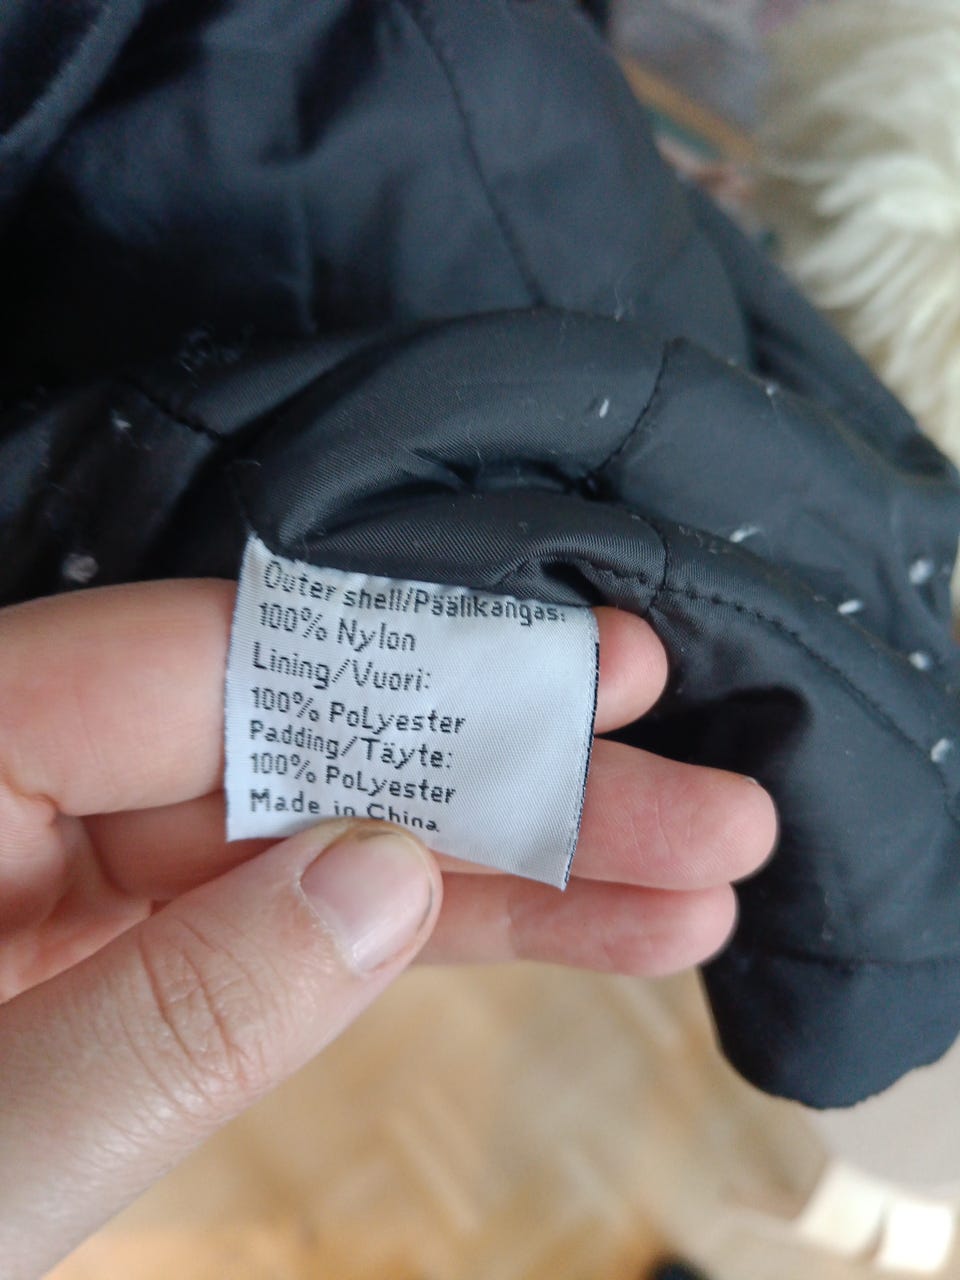 Outer shell/Päälikangas:
100% Nylon
Lining/Vuori:
100% PoLyester
Padding/Täyte:
100% PoLyester
Made in China